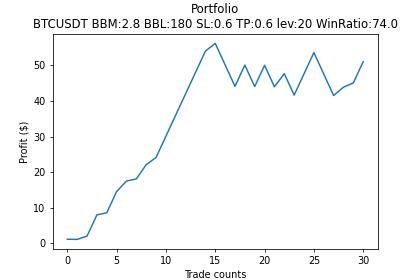 Portfolio
BTCUSDT BBM:2.8 BBL:180 SL:0.6 TP:0.6 lev:20 WinRatio:74.0
50
40
30
20
10
0
Profit ($)
0 5 10 15 20 25 30
Trade counts